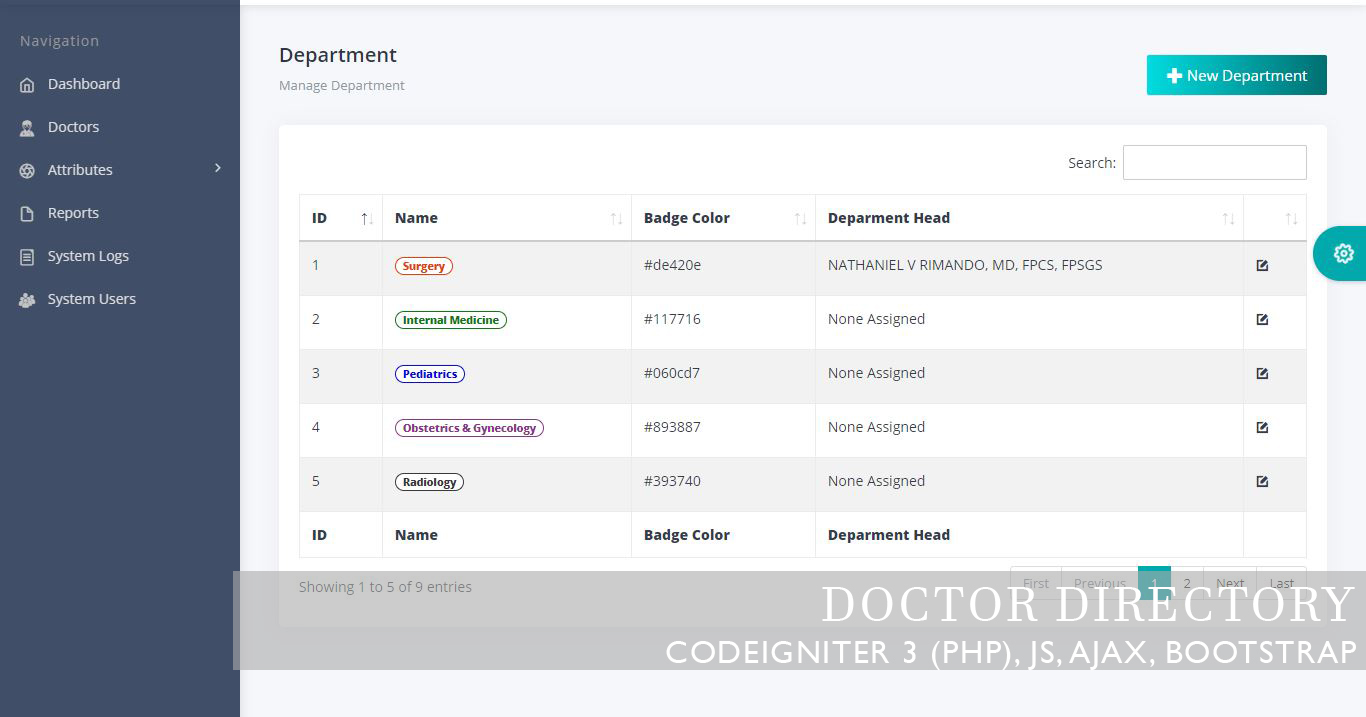 Navigation
Dashboard
Doctors
Attributes
Reports
System Logs
System Users
Department
Manage Department
New Department
Search:
ID Name Badge Color Deparment Head
1 Surgery #de420e NATHANIEL V RIMANDO, MD, FPCS, FPSGS
2 Internal Medicine #117716 None Assigned
3 Pediatrics #060cd7 None Assigned
4 Obstetrics & Gynecology #893887 None Assigned
5 Radiology #393740 None Assigned
ID Name Badge Color Deparment Head
Showing 1 to 5 of 9 entries First Previous 1 2 Next Last
DOCTOR DIRECTORY
CODEIGNITER 3 (PHP), JS, AJAX, BOOTSTRAP